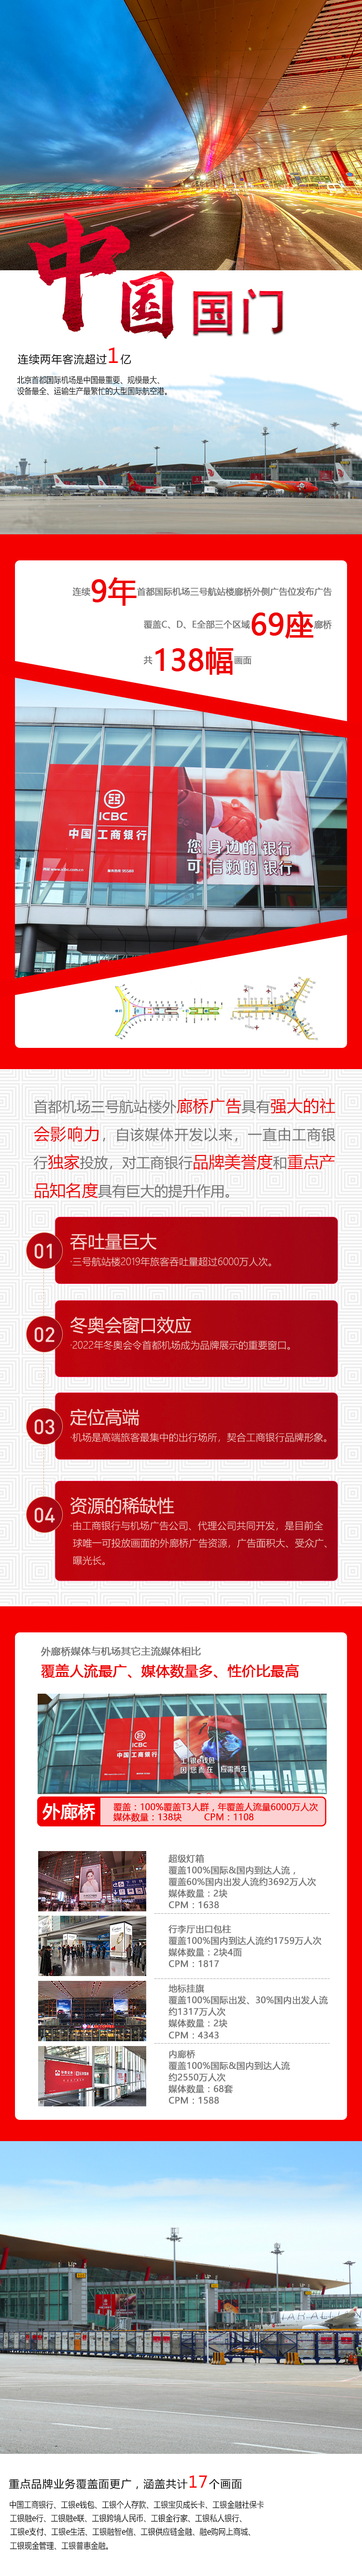 中国国门
连续两年客流超过1亿
北京首都国际机场是中国最重要、规模最大、
设备最全、运输生产最繁忙的大型国际航空港。
连续9年首都国际机场三号航站楼廊桥外侧广告位发布广告
覆盖C、D、E全部三个区域69座廊桥
共138幅画面
ICBC
中国工商银行
您身边的银行
可信赖的银行
首都机场三号航站楼外廊桥广告具有强大的社
会影响力，自该媒体开发以来，一直由工商银
行独家投放，对工商银行品牌美誉度和重点产
品知名度具有巨大的提升作用。
01
吞吐量巨大
·三号航站楼2019年旅客吞吐量超过6000万人次。
02
冬奥会窗口效应
·2022年冬奥会令首都机场成为品牌展示的重要窗口。
03
定位高端
·机场是高端旅客最集中的出行场所，契合工商银行品牌形象。
04
资源的稀缺性
·由工商银行与机场广告公司、代理公司共同开发，是目前全
球唯一可投放画面的外廊桥广告资源，广告面积大、受众广、
曝光长。
外廊桥媒体与机场其它主流媒体相比
覆盖人流最广、媒体数量多、性价比最高
ICBC
中国工商银行
工银e钱包
因您而在 应需而生
外廊桥
覆盖：100%覆盖T3人群，年覆盖人流量6000万人次
媒体数量：138块 CPM：1108
超级灯箱
覆盖100%国际&国内到达人流，
覆盖60%国内出发人流约3692万人次
媒体数量：2块
CPM：1638
行李厅出口包柱
覆盖100%国内到达人流约1759万人次
媒体数量：2块4面
CPM：1817
地标挂旗
覆盖100%国际出发、30%国内出发人流
约1317万人次
媒体数量：2块
CPM：4343
内廊桥
覆盖100%国际&国内到达人流
约2550万人次
媒体数量：68套
CPM：1588
重点品牌业务覆盖面更广，涵盖共计17个画面
中国工商银行、工银e钱包、工银个人存款、工银宝贝成长卡、工银金融社保卡
工银融e行、工银融e联、工银跨境人民币、工银金行家、工银私人银行、
工银e支付、工银e生活、工银融智e信、工银供应链金融、融e购网上商城、
工银现金管理、工银普惠金融。